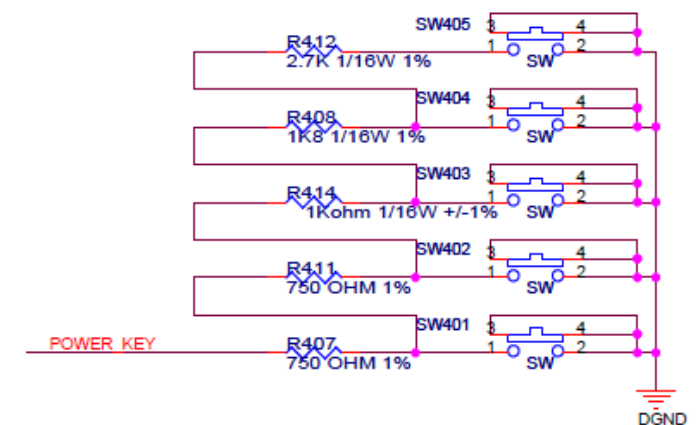 SW405 3 4
R412 1 2
2.7K 1/16W 1% SW
SW404 3 4
R408 1 2
1K8 1/16W 1% SW
SW403 3 4
R414 1 2
1Kohm 1/16W +/-1% SW
SW402 3 4
R411 1 2
750 OHM 1% SW
SW401 3 4
POWER KEY R407 1 2
750 OHM 1% SW
DGND